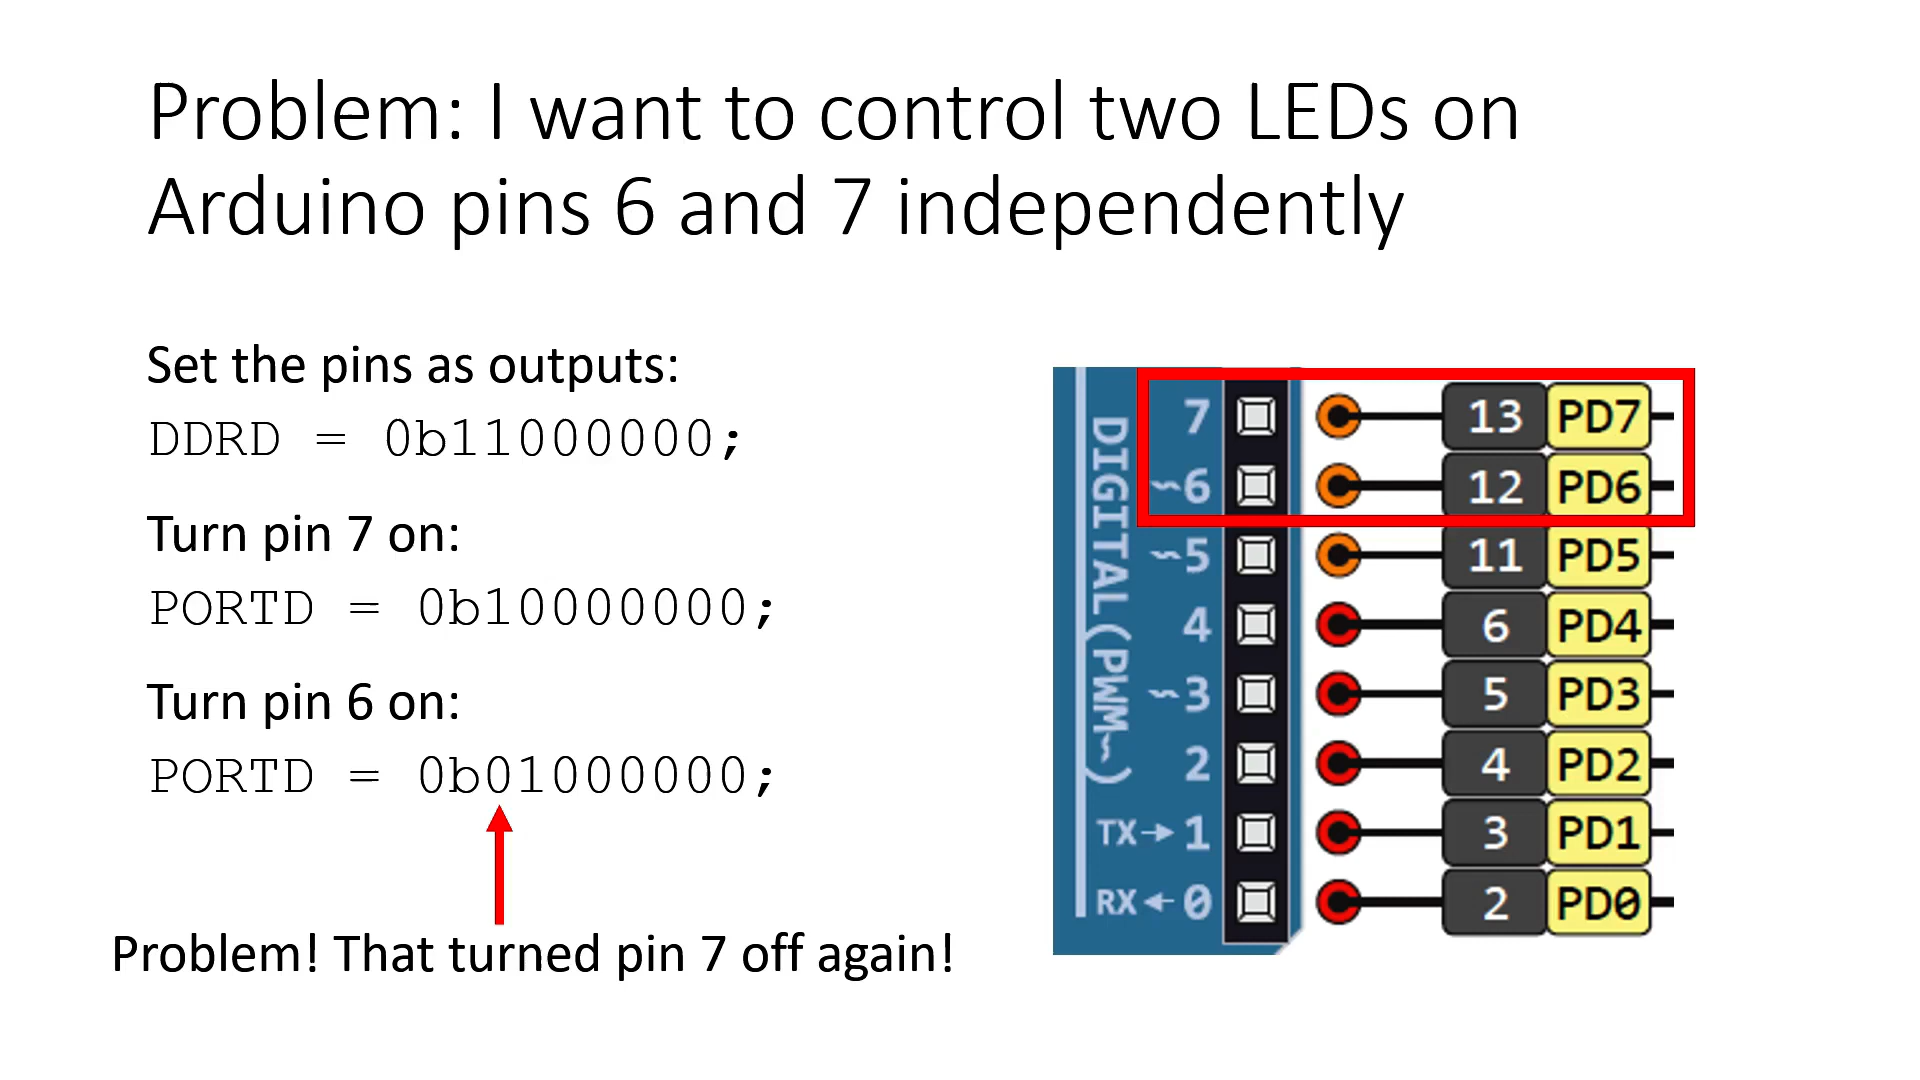 Problem: I want to control two LEDs on
Arduino pins 6 and 7 independently
Set the pins as outputs:
DDRD = 0b11000000;
Turn pin 7 on:
PORTD = 0b10000000;
Turn pin 6 on:
PORTD = 0b01000000;
Problem! That turned pin 7 off again!
DIGITAL (PWM~)
7 13 PD7
~6 12 PD6
~5 11 PD5
4 6 PD4
~3 5 PD3
2 4 PD2
TX→1 3 PD1
RX←0 2 PD0